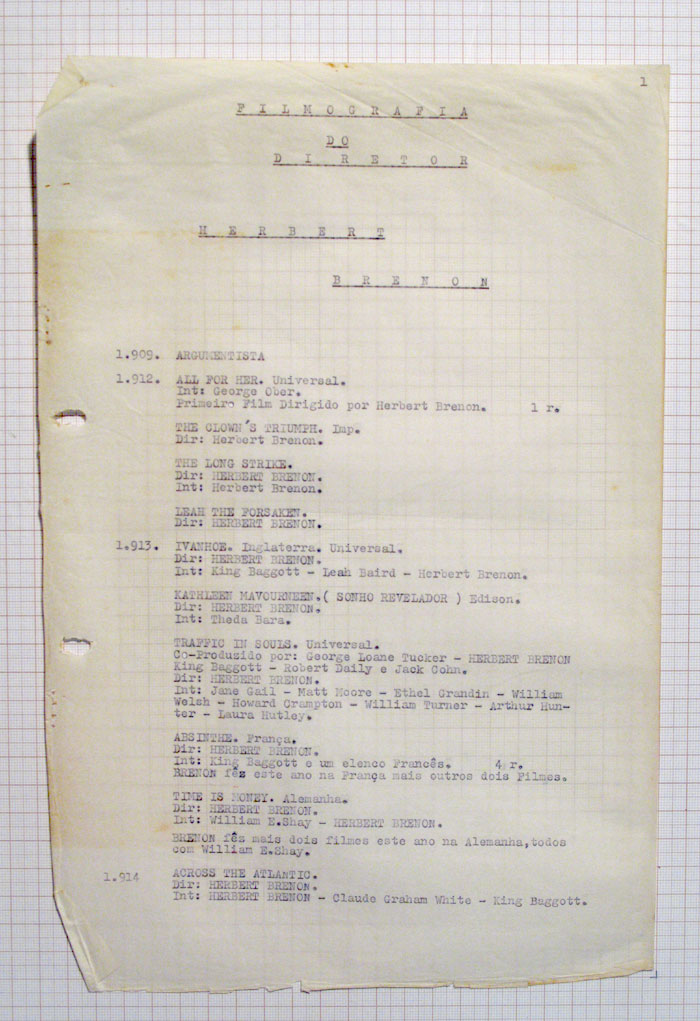 1
FILMOGRAFIA
DO
DIRETOR
HERBERT
BRENON
1.909. ARGUMENTISTA
1.912. ALL FOR HER. Universal.
Int: George Ober.
Primeiro Film Dirigido por Herbert Brenon. 1 r.
THE CLOWN'S TRIUMPH. Imp.
Dir: Herbert Brenon.
THE LONG STRIKE.
Dir: HERBERT BRENON.
Int: Herbert Brenon.
LEAH THE FORSAKEN.
Dir: HERBERT BRENON.
1.913. IVANHOE. Inglaterra. Universal.
Dir: HERBERT BRENON.
Int: King Baggott - Leah Baird - Herbert Brenon.
KATHLEEN MAVOURNEEN.( SONHO REVELADOR ) Edison.
Dir: HERBERT BRENON.
Int: Theda Bara.
TRAFFIC IN SOULS. Universal.
Co-Produsido por: George Loane Tucker - HERBERT BRENON
King Baggott - Robert Daily e Jack Cohn.
Dir: HERBERT BRENON.
Int: Jane Gail - Matt Moore - Ethel Grandin - William
Welsh - Howard Crampton - William Turner - Arthur Hun-
ter - Laura Hutley.
ABSINTHE. França.
Dir: HERBERT BRENON.
Int: King Baggott e um elenco Francês. 4 r.
BRENON fêz este ano na França mais outros dois Filmes.
TIME IS MONEY. Alemanha.
Dir: HERBERT BRENON.
Int: William E.Shay - HERBERT BRENON.
BRENON fêz mais dois filmes este ano na Alemanha,todos
com William E.Shay.
1.914 ACROSS THE ATLANTIC.
Dir: HERBERT BRENON.
Int: HERBERT BRENON - Claude Graham White - King Baggott.